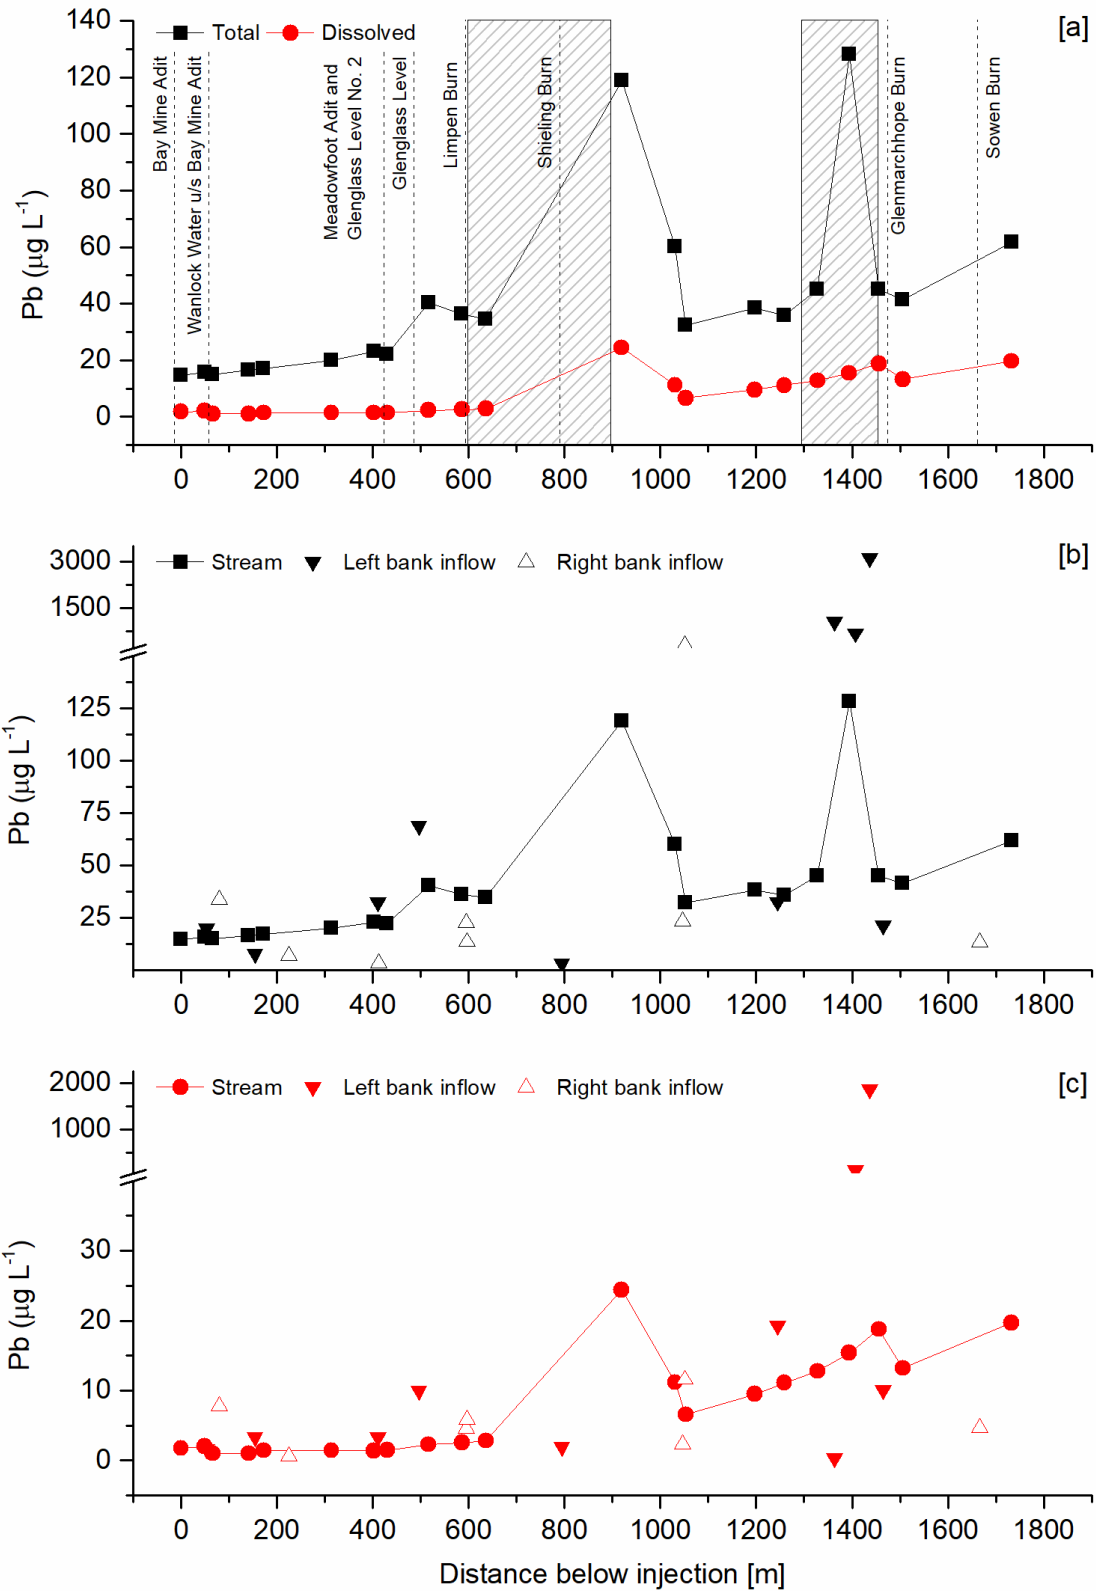 140
Total
Dissolved
[a]
120
100
80
60
40
20
0
Pb (μg L⁻¹)
Bay Mine Adit
Wanlock Water u/s Bay Mine Adit
Meadowfoot Adit and
Glenglass Level No. 2
Glenglass Level
Limpen Burn
Shieling Burn
Glenmarchhope Burn
Sowen Burn
0 200 400 600 800 1000 1200 1400 1600 1800
3000
Stream
Left bank inflow
Right bank inflow
[b]
1500
125
100
75
50
25
Pb (μg L⁻¹)
0 200 400 600 800 1000 1200 1400 1600 1800
2000
Stream
Left bank inflow
Right bank inflow
[c]
1000
30
20
10
0
Pb (μg L⁻¹)
0 200 400 600 800 1000 1200 1400 1600 1800
Distance below injection [m]